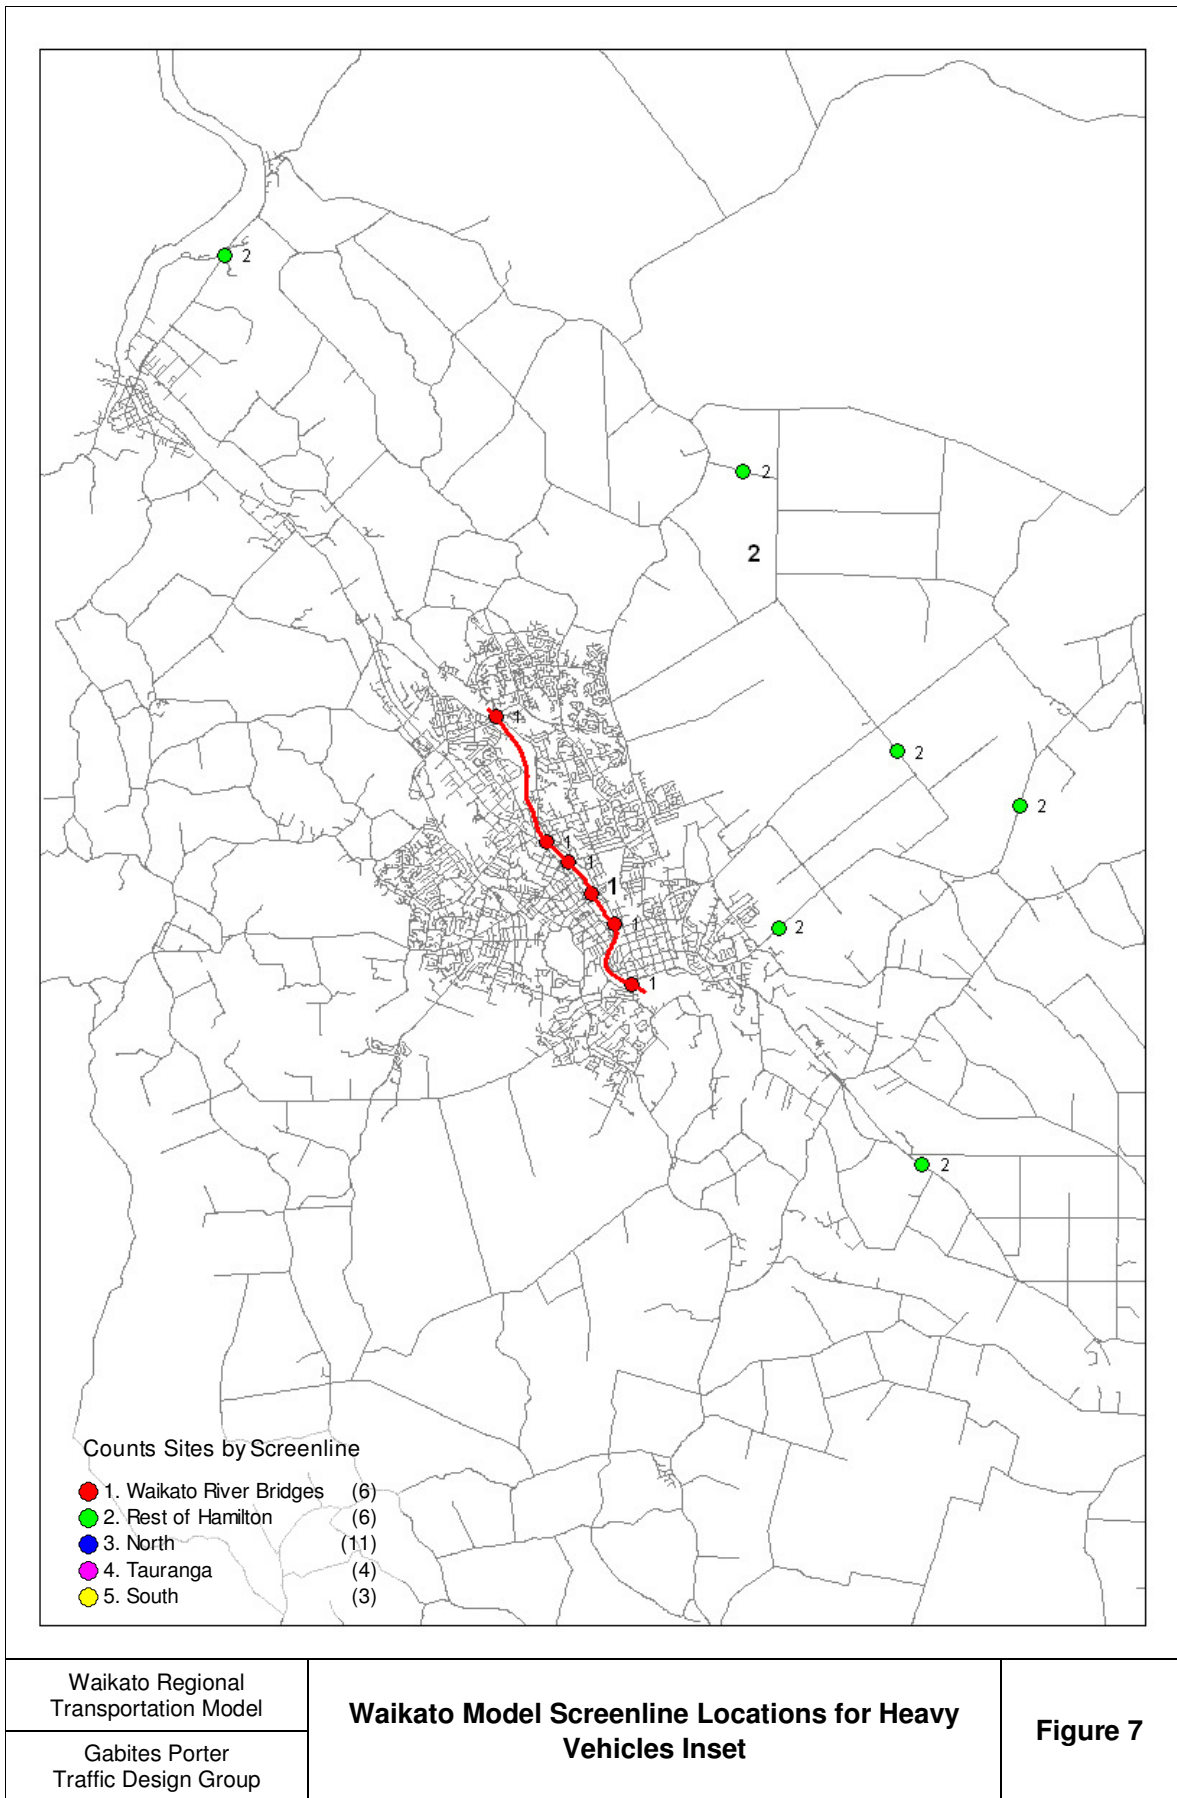 2
2
2
1
2
1
1
2
1
1
2
1
2
Counts Sites by Screenline
1. Waikato River Bridges (6)
2. Rest of Hamilton (6)
3. North (11)
4. Tauranga (4)
5. South (3)
Waikato Regional
Transportation Model
Gabites Porter
Traffic Design Group
Waikato Model Screenline Locations for Heavy
Vehicles Inset
Figure 7